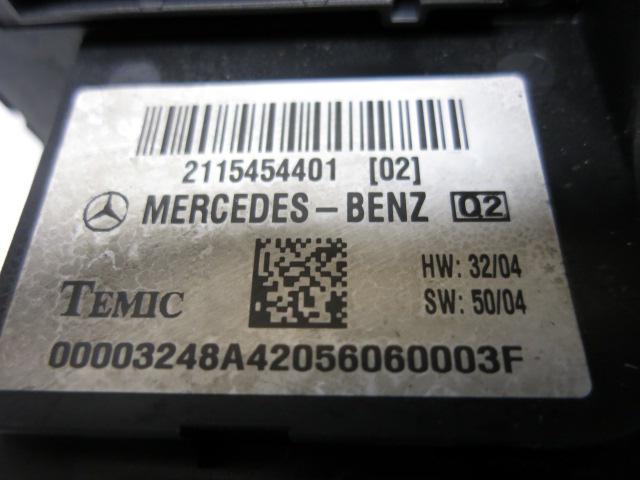 2115454401 [02]
MERCEDES-BENZ Q2
HW: 32/04
TEMIC
SW: 50/04
00003248A42056060003F